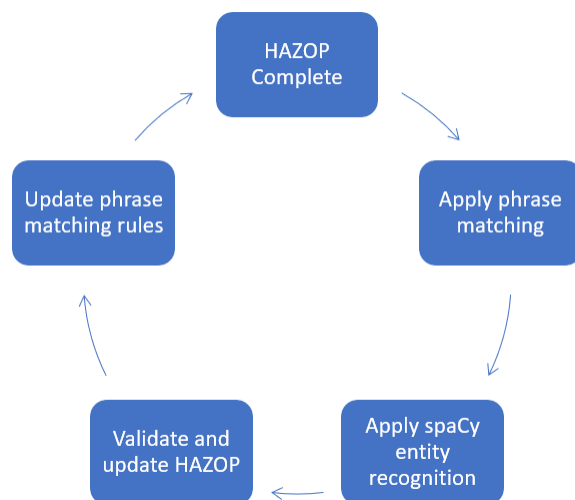 HAZOP
Complete
Apply phrase
matching
Apply spaCy
entity
recognition
Validate and
update HAZOP
Update phrase
matching rules